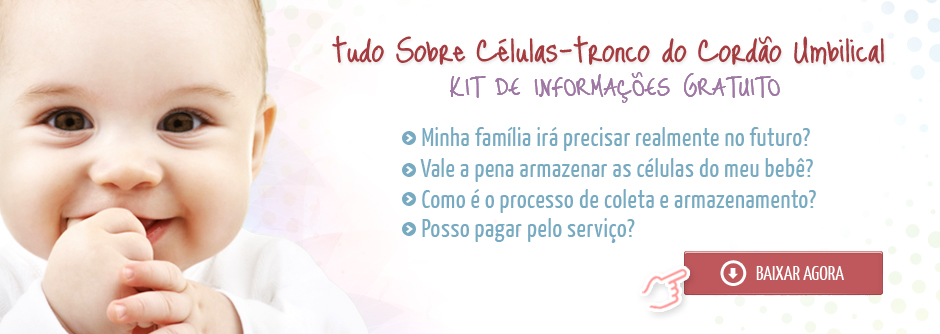 Tudo Sobre Células-Tronco do Cordão Umbilical
KIT DE INFORMAÇÕES GRATUITO
Minha família irá precisar realmente no futuro?
Vale a pena armazenar as células do meu bebê?
Como é o processo de coleta e armazenamento?
Posso pagar pelo serviço?
BAIXAR AGORA